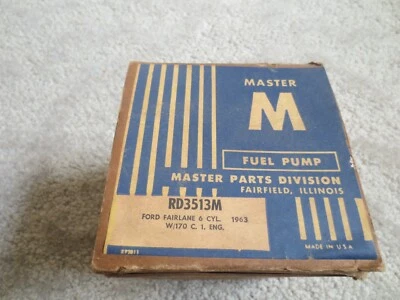 MASTER
M
FUEL PUMP
MASTER PARTS DIVISION
FAIRFIELD, ILLINOIS
RD3513M
FORD FAIRLANE 6 CYL. 1963
W/170 C. I. ENG.
MADE IN U.S.A